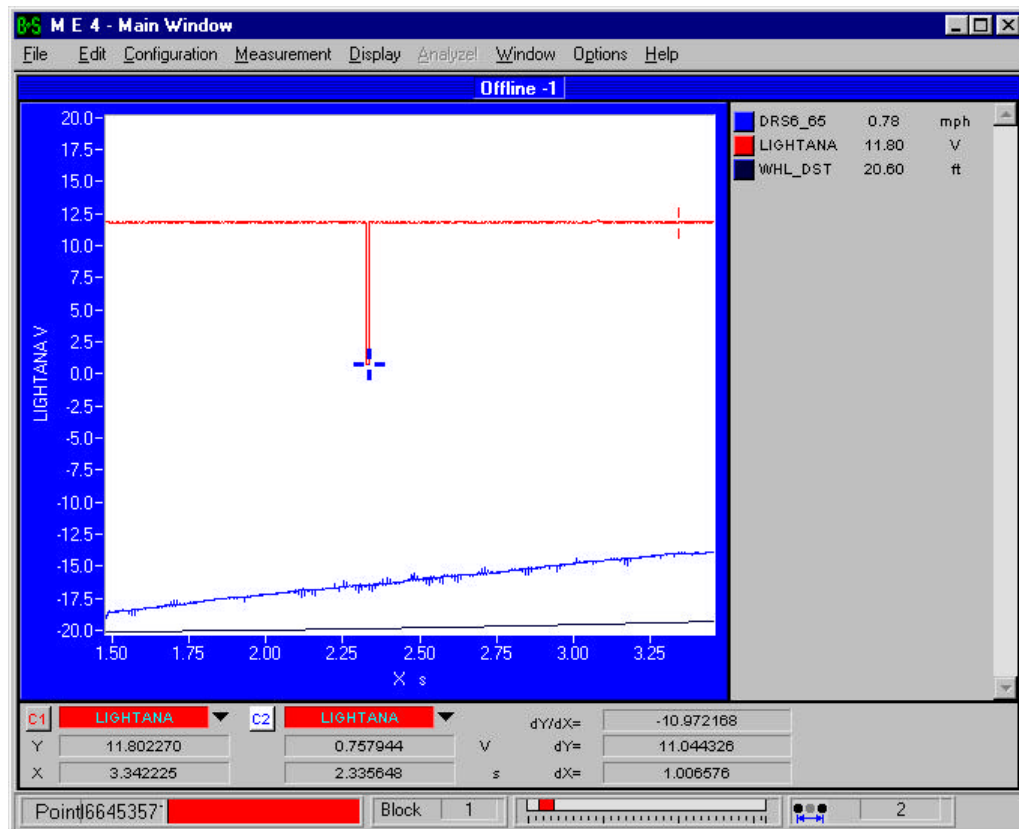 B&S M E 4 - Main Window
File Edit Configuration Measurement Display Analyze! Window Options Help
Offline -1
20.0
17.5
15.0
12.5
10.0
7.5
5.0
2.5
0.0
-2.5
-5.0
-7.5
-10.0
-12.5
-15.0
-17.5
-20.0
LIGHTANA V
1.50 1.75 2.00 2.25 2.50 2.75 3.00 3.25
X s
DRS6_65 0.78 mph
LIGHTANA 11.80 V
WHL_DST 20.60 ft
C1 LIGHTANA C2 LIGHTANA dY/dX= -10.972168
Y 11.802270 0.757944 V dY= 11.044326
X 3.342225 2.335648 s dX= 1.006576
Point Block 1 2